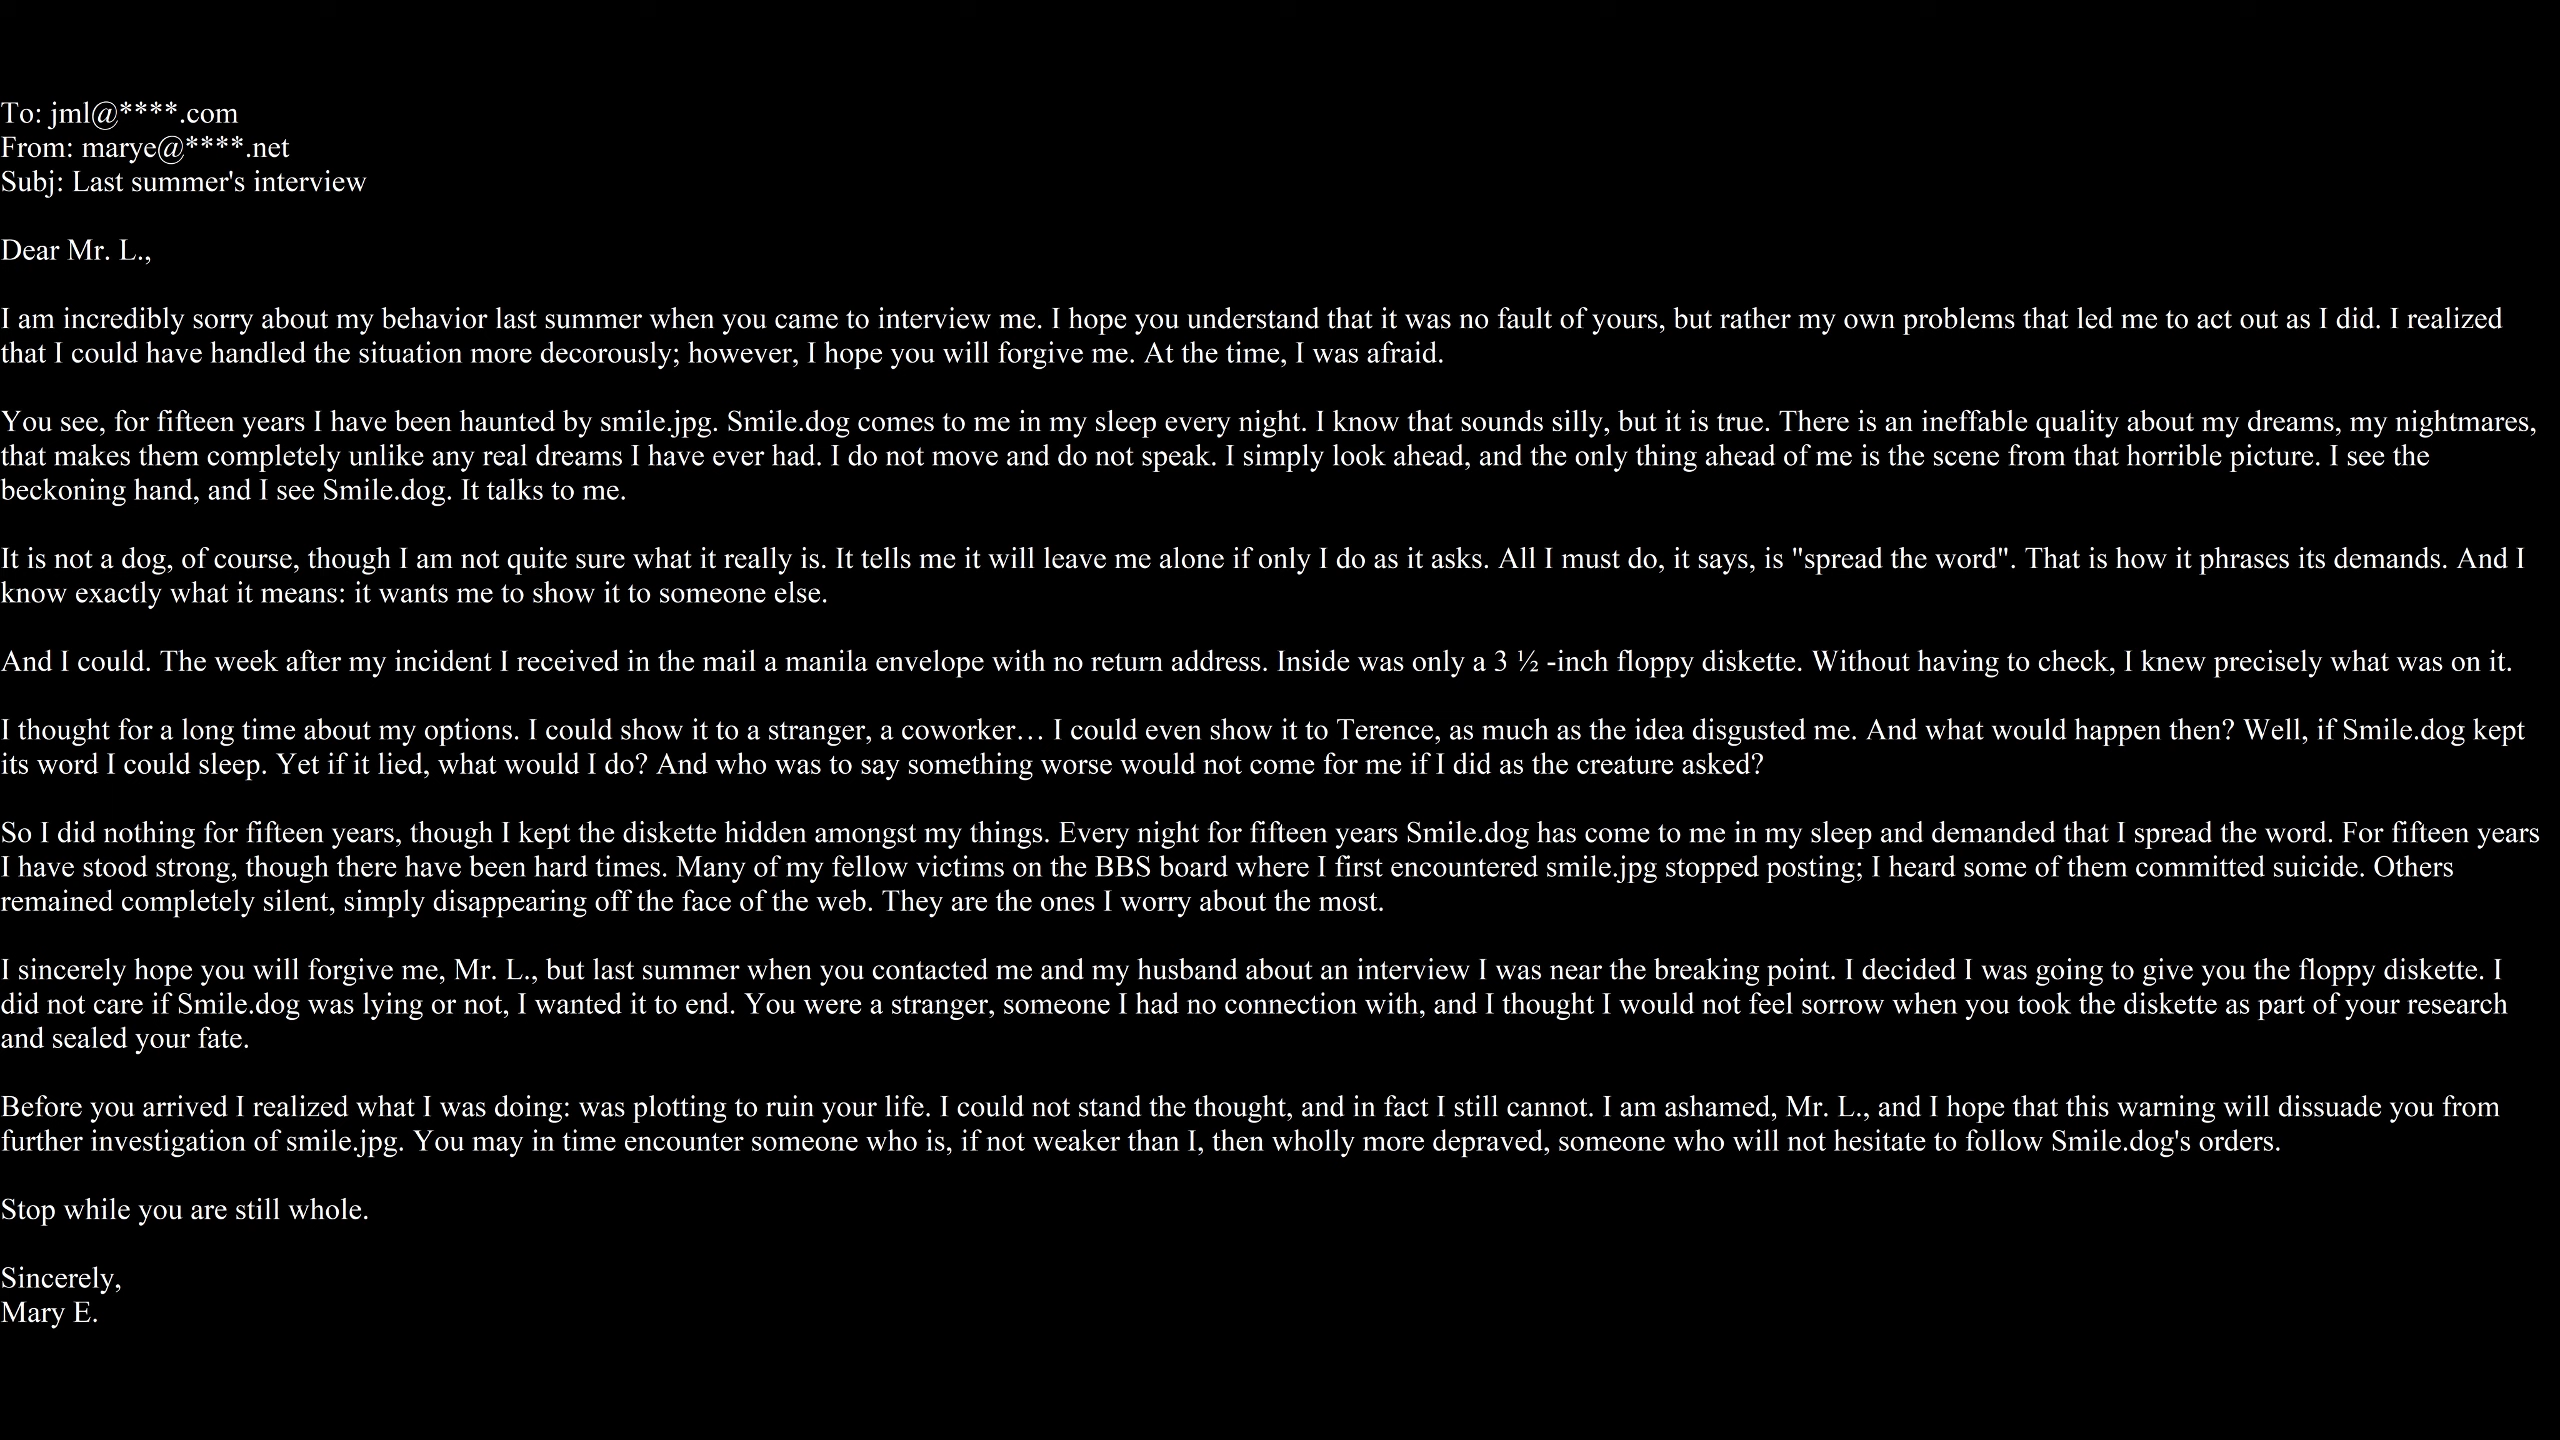 To: jml@****.com
From: marye@****.net
Subj: Last summer's interview
Dear Mr. L.,
I am incredibly sorry about my behavior last summer when you came to interview me. I hope you understand that it was no fault of yours, but rather my own problems that led me to act out as I did. I realized
that I could have handled the situation more decorously; however, I hope you will forgive me. At the time, I was afraid.
You see, for fifteen years I have been haunted by smile.jpg. Smile.dog comes to me in my sleep every night. I know that sounds silly, but it is true. There is an ineffable quality about my dreams, my nightmares,
that makes them completely unlike any real dreams I have ever had. I do not move and do not speak. I simply look ahead, and the only thing ahead of me is the scene from that horrible picture. I see the
beckoning hand, and I see Smile.dog. It talks to me.
It is not a dog, of course, though I am not quite sure what it really is. It tells me it will leave me alone if only I do as it asks. All I must do, it says, is "spread the word". That is how it phrases its demands. And I
know exactly what it means: it wants me to show it to someone else.
And I could. The week after my incident I received in the mail a manila envelope with no return address. Inside was only a 3 ½ -inch floppy diskette. Without having to check, I knew precisely what was on it.
I thought for a long time about my options. I could show it to a stranger, a coworker… I could even show it to Terence, as much as the idea disgusted me. And what would happen then? Well, if Smile.dog kept
its word I could sleep. Yet if it lied, what would I do? And who was to say something worse would not come for me if I did as the creature asked?
So I did nothing for fifteen years, though I kept the diskette hidden amongst my things. Every night for fifteen years Smile.dog has come to me in my sleep and demanded that I spread the word. For fifteen years
I have stood strong, though there have been hard times. Many of my fellow victims on the BBS board where I first encountered smile.jpg stopped posting; I heard some of them committed suicide. Others
remained completely silent, simply disappearing off the face of the web. They are the ones I worry about the most.
I sincerely hope you will forgive me, Mr. L., but last summer when you contacted me and my husband about an interview I was near the breaking point. I decided I was going to give you the floppy diskette. I
did not care if Smile.dog was lying or not, I wanted it to end. You were a stranger, someone I had no connection with, and I thought I would not feel sorrow when you took the diskette as part of your research
and sealed your fate.
Before you arrived I realized what I was doing: was plotting to ruin your life. I could not stand the thought, and in fact I still cannot. I am ashamed, Mr. L., and I hope that this warning will dissuade you from
further investigation of smile.jpg. You may in time encounter someone who is, if not weaker than I, then wholly more depraved, someone who will not hesitate to follow Smile.dog's orders.
Stop while you are still whole.
Sincerely,
Mary E.